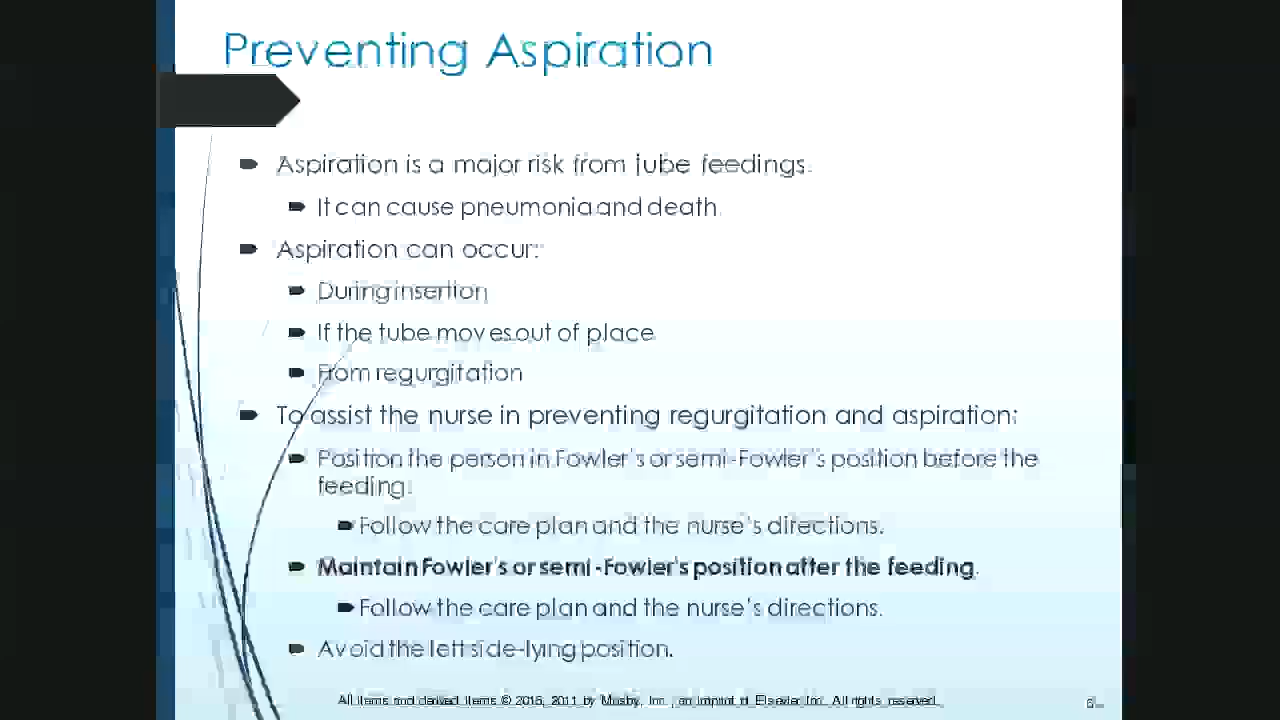 Preventing Aspiration
Aspiration is a major risk from tube feedings.
It can cause pneumonia and death.
Aspiration can occur:
During insertion
If the tube moves out of place
From regurgitation
To assist the nurse in preventing regurgitation and aspiration:
Position the person in Fowler's or semi-Fowler's position before the
feeding.
Follow the care plan and the nurse's directions.
Maintain Fowler's or semi-Fowler's position after the feeding.
Follow the care plan and the nurse's directions.
Avoid the left side-lying position.
All items and derived items © 2015, 2011 by Mosby, Inc., an imprint of Elsevier Inc. All rights reserved.